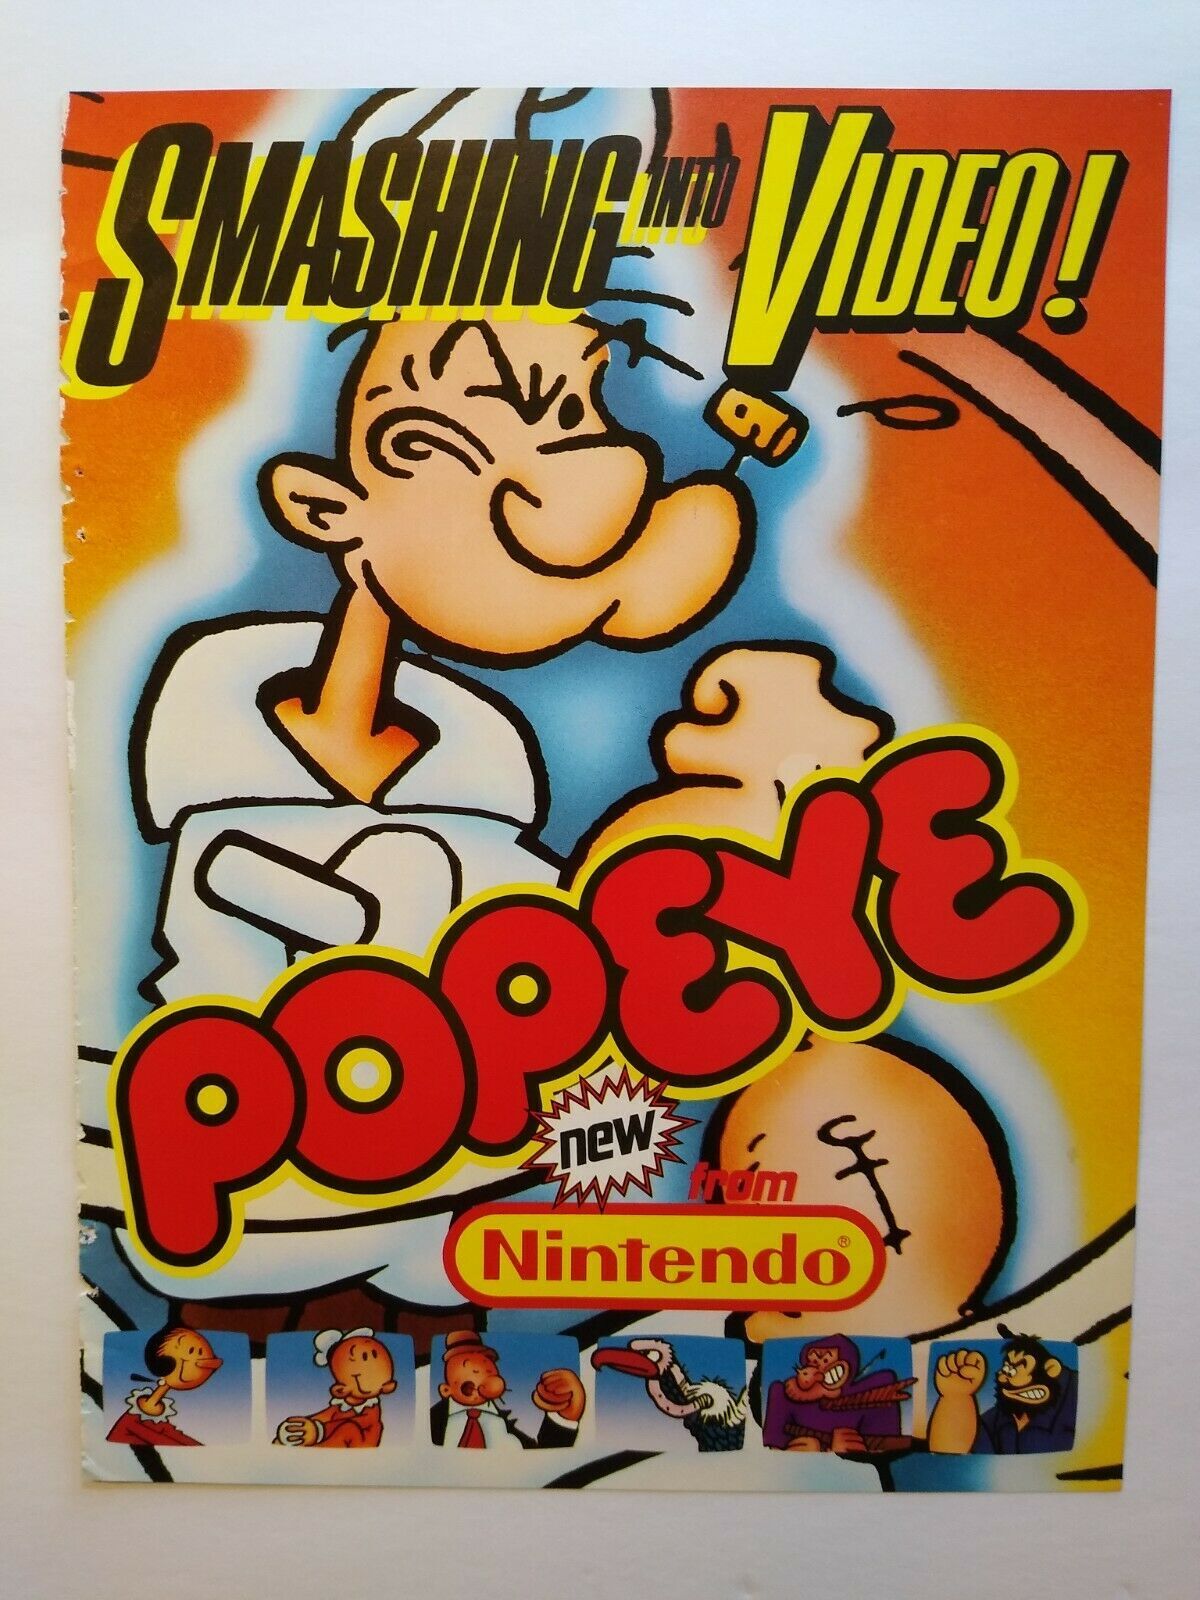 SMASHING INTO VIDEO!
POPEYE
new
from
Nintendo®